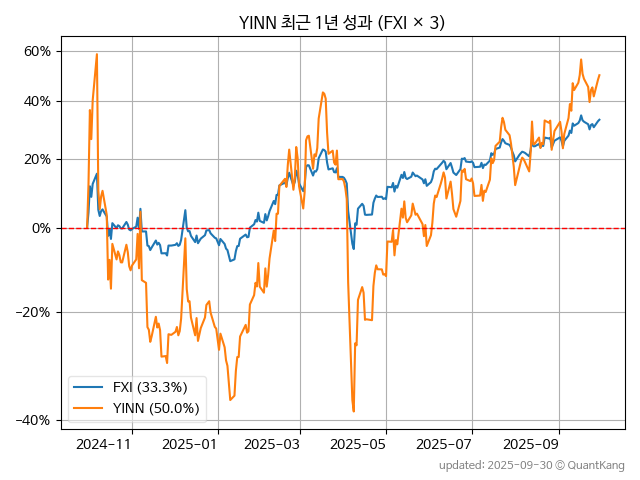 YINN 최근 1년 성과 (FXI × 3)
60%
40%
20%
0%
−20%
−40%
FXI (33.3%)
YINN (50.0%)
2024−11 2025−01 2025−03 2025−05 2025−07 2025−09
updated: 2025-09-30 © QuantKang